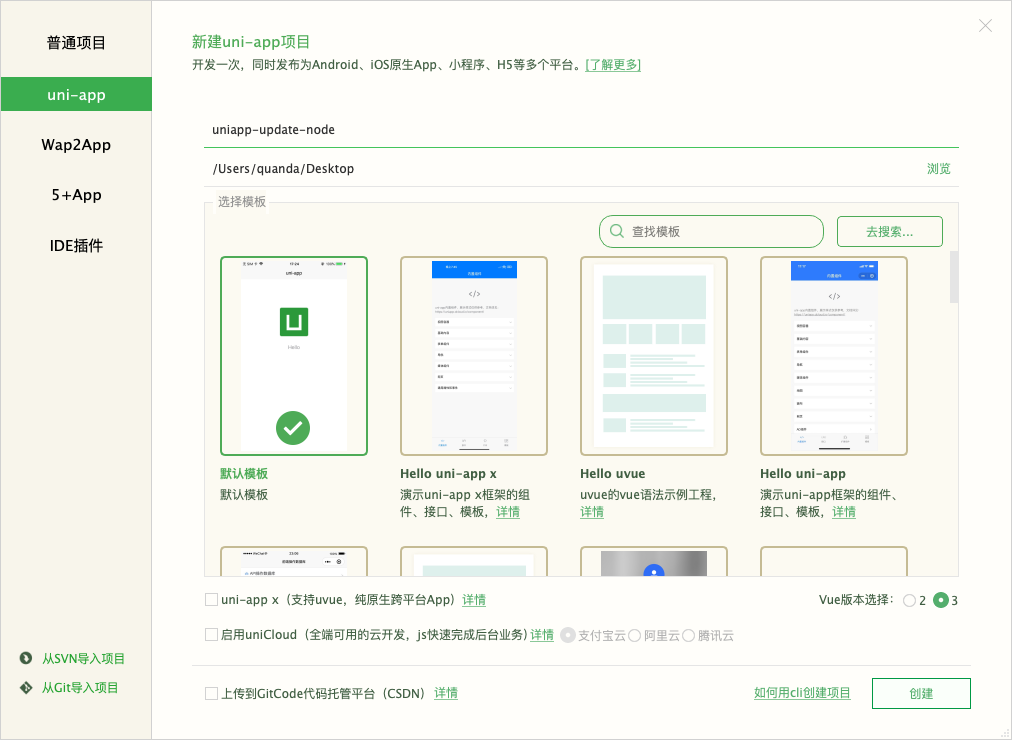 普通项目
uni-app
Wap2App
5+App
IDE插件
从SVN导入项目
从Git导入项目
新建uni-app项目
开发一次，同时发布为Android、iOS原生App、小程序、H5等多个平台。[了解更多]
uniapp-update-node
/Users/quanda/Desktop
浏览
选择模板
查找模板
去搜索...
uni-app
Hello
默认模板
默认模板
Hello uni-app x
演示uni-app x框架的组
件、接口、模板，详情
Hello uvue
uvue的vue语法示例工程，
详情
Hello uni-app
演示uni-app框架的组件、
接口、模板，详情
uni-app x（支持uvue，纯原生跨平台App）详情
Vue版本选择： 2 3
启用uniCloud（全端可用的云开发，js快速完成后台业务）详情 支付宝云 阿里云 腾讯云
上传到GitCode代码托管平台（CSDN） 详情
如何用cli创建项目
创建